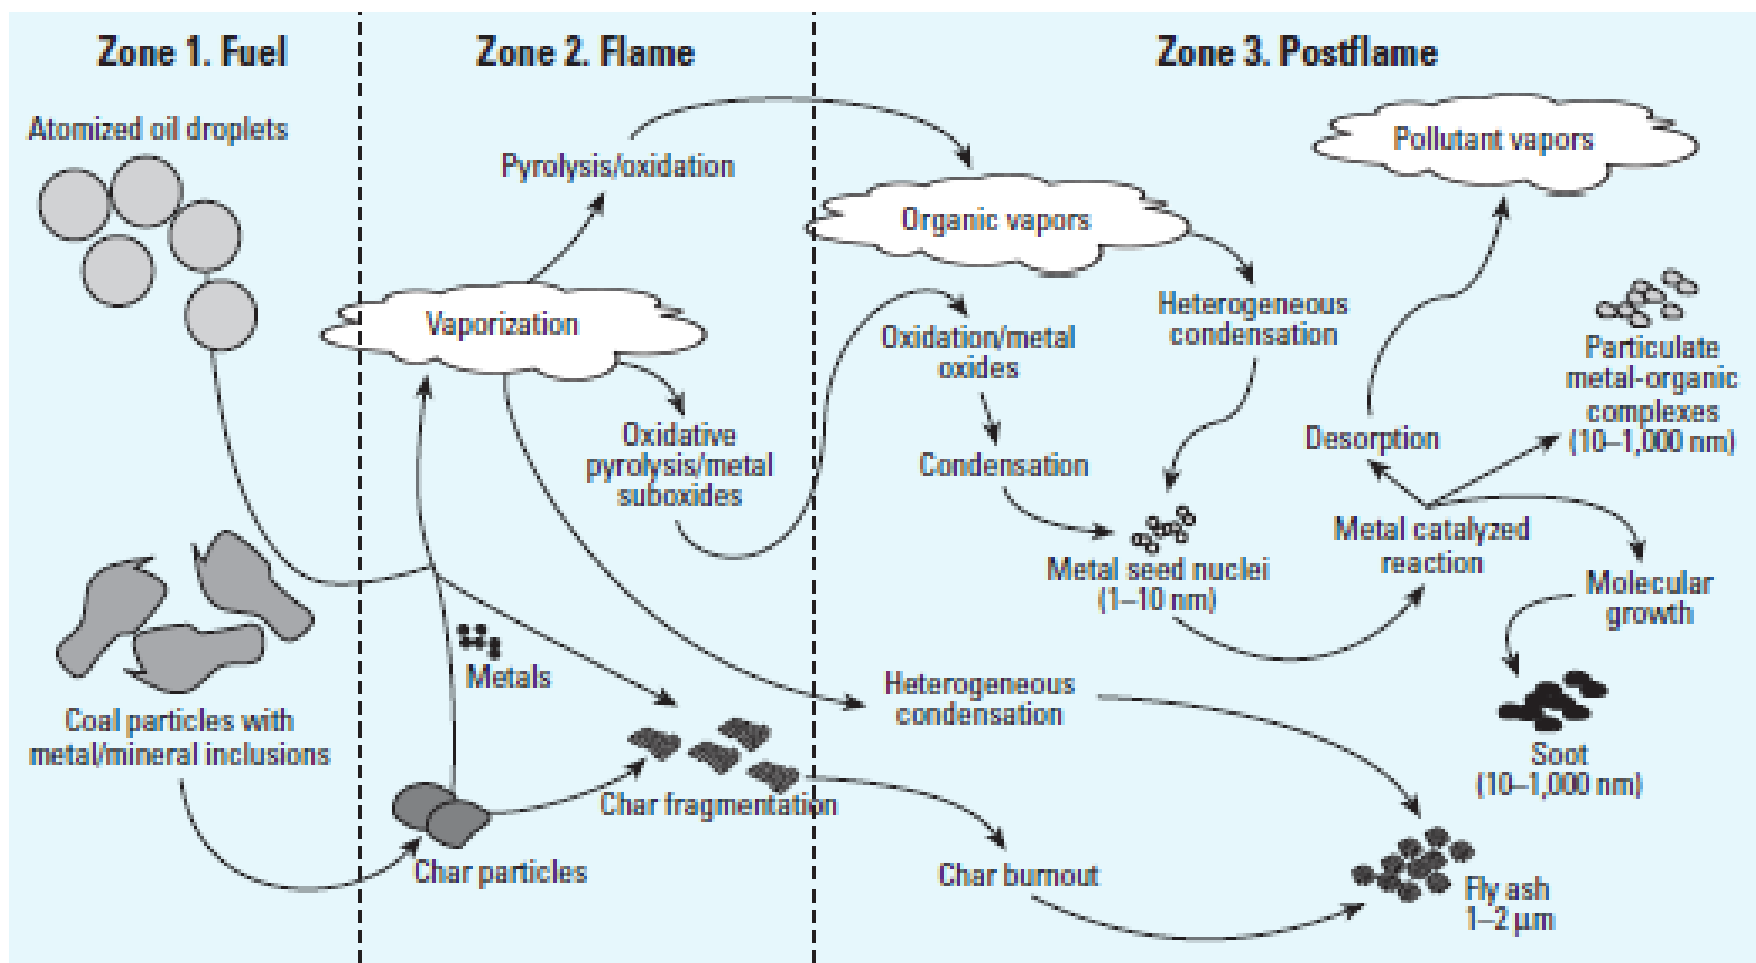 Zone 1. Fuel
Zone 2. Flame
Zone 3. Postflame
Atomized oil droplets
Coal particles with
metal/mineral inclusions
Pyrolysis/oxidation
Vaporization
Oxidative
pyrolysis/metal
suboxides
Metals
Char fragmentation
Char particles
Organic vapors
Oxidation/metal
oxides
Condensation
Heterogeneous
condensation
Metal seed nuclei
(1–10 nm)
Heterogeneous
condensation
Char burnout
Pollutant vapors
Particulate
metal-organic
complexes
(10–1,000 nm)
Desorption
Metal catalyzed
reaction
Molecular
growth
Soot
(10–1,000 nm)
Fly ash
1–2 µm